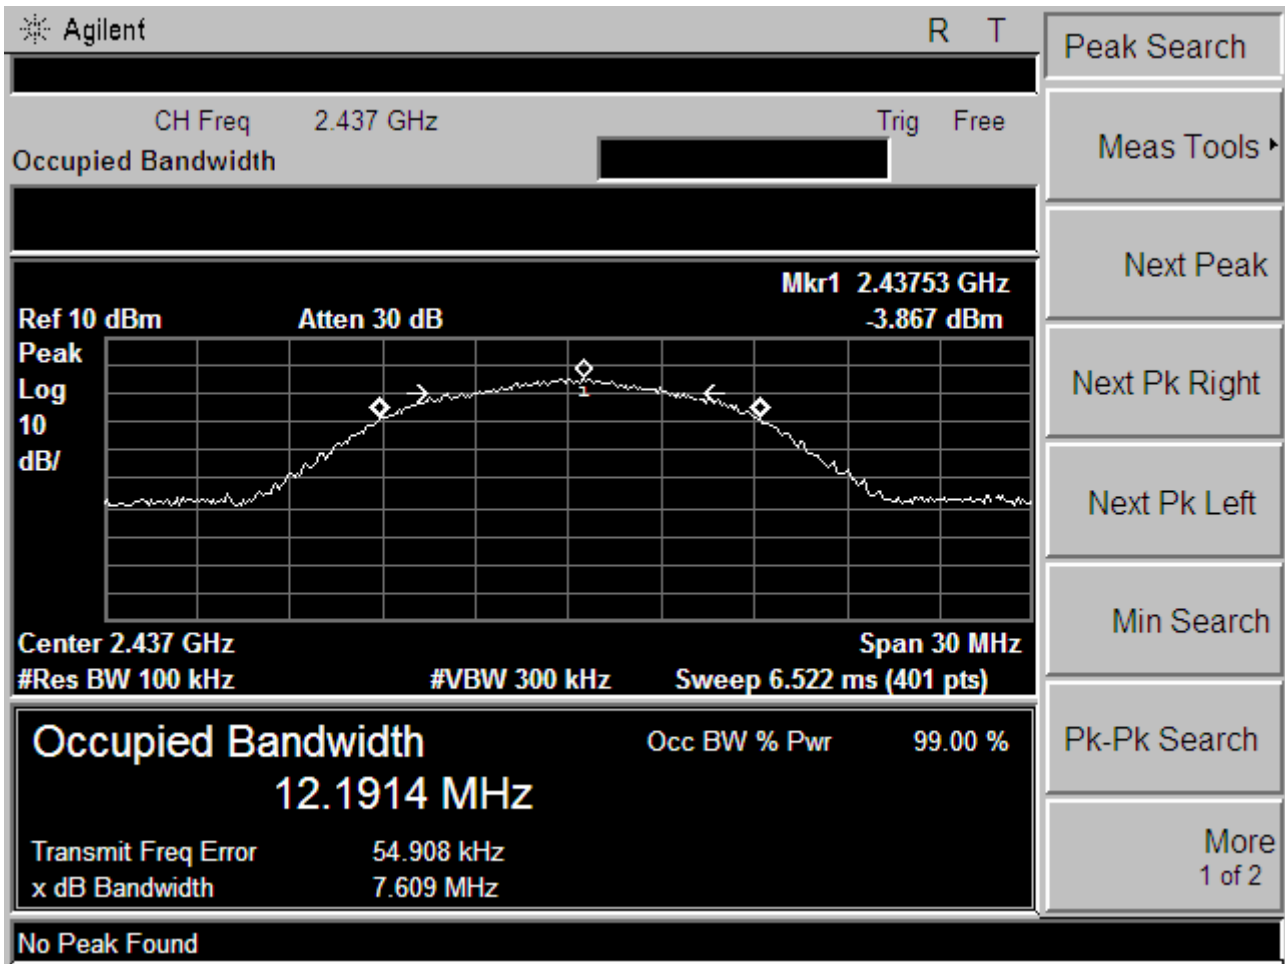 Agilent R T
Peak Search
CH Freq 2.437 GHz Trig Free
Occupied Bandwidth
Meas Tools
Next Peak
Mkr1 2.43753 GHz
Ref 10 dBm Atten 30 dB -3.867 dBm
Peak
Log
10
dB/
1
Next Pk Right
Next Pk Left
Min Search
Center 2.437 GHz Span 30 MHz
#Res BW 100 kHz #VBW 300 kHz Sweep 6.522 ms (401 pts)
Occupied Bandwidth Occ BW % Pwr 99.00 %
12.1914 MHz
Pk-Pk Search
Transmit Freq Error 54.908 kHz
x dB Bandwidth 7.609 MHz
More
1 of 2
No Peak Found